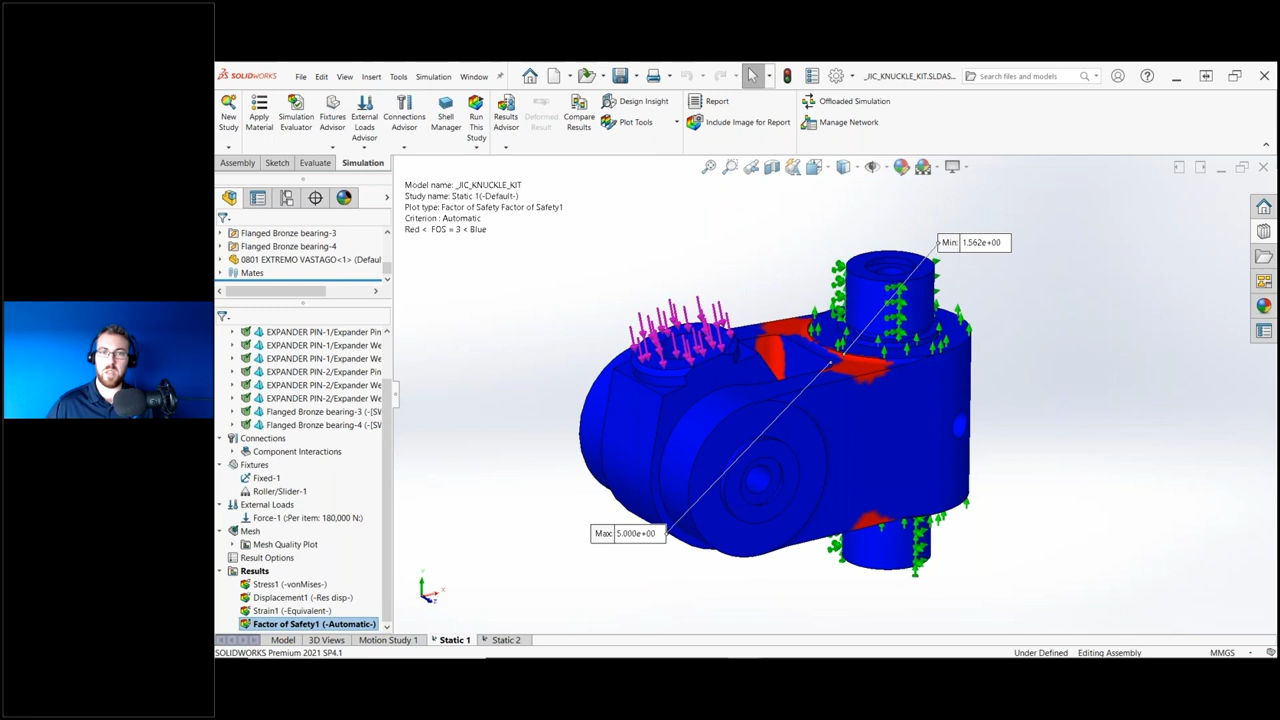 SOLIDWORKS File Edit View Insert Tools Simulation Window _JIC_KNUCKLE_KIT.SLDAS... Search files and models
New Study
Apply Material
Simulation Evaluator
Fixtures Advisor
External Loads Advisor
Connections Advisor
Shell Manager
Run This Study
Results Advisor
Deformed Result
Compare Results
Design Insight
Plot Tools
Report
Include Image for Report
Offloaded Simulation
Manage Network
Assembly Sketch Evaluate Simulation
Flanged Bronze bearing-3
Flanged Bronze bearing-4
0801 EXTREMO VASTAGO<1> (Defau
Mates
EXPANDER PIN-1/Expander Pin
EXPANDER PIN-1/Expander We
EXPANDER PIN-1/Expander We
EXPANDER PIN-2/Expander Pin
EXPANDER PIN-2/Expander We
EXPANDER PIN-2/Expander We
Flanged Bronze bearing-3 (-[SW
Flanged Bronze bearing-4 (-[SW
Connections
Component Interactions
Fixtures
Fixed-1
Roller/Slider-1
External Loads
Force-1 (:Per item: 180,000 N:)
Mesh
Mesh Quality Plot
Result Options
Results
Stress1 (-vonMises-)
Displacement1 (-Res disp-)
Strain1 (-Equivalent-)
Factor of Safety1 (-Automatic-)
Model name: _JIC_KNUCKLE_KIT
Study name: Static 1(-Default-)
Plot type: Factor of Safety Factor of Safety1
Criterion : Automatic
Red < FOS = 3 < Blue
Min: 1.562e+00
Max: 5.000e+00
Y
X
Z
Model 3D Views Motion Study 1 Static 1 Static 2
SOLIDWORKS Premium 2021 SP4.1 Under Defined Editing Assembly MMGS